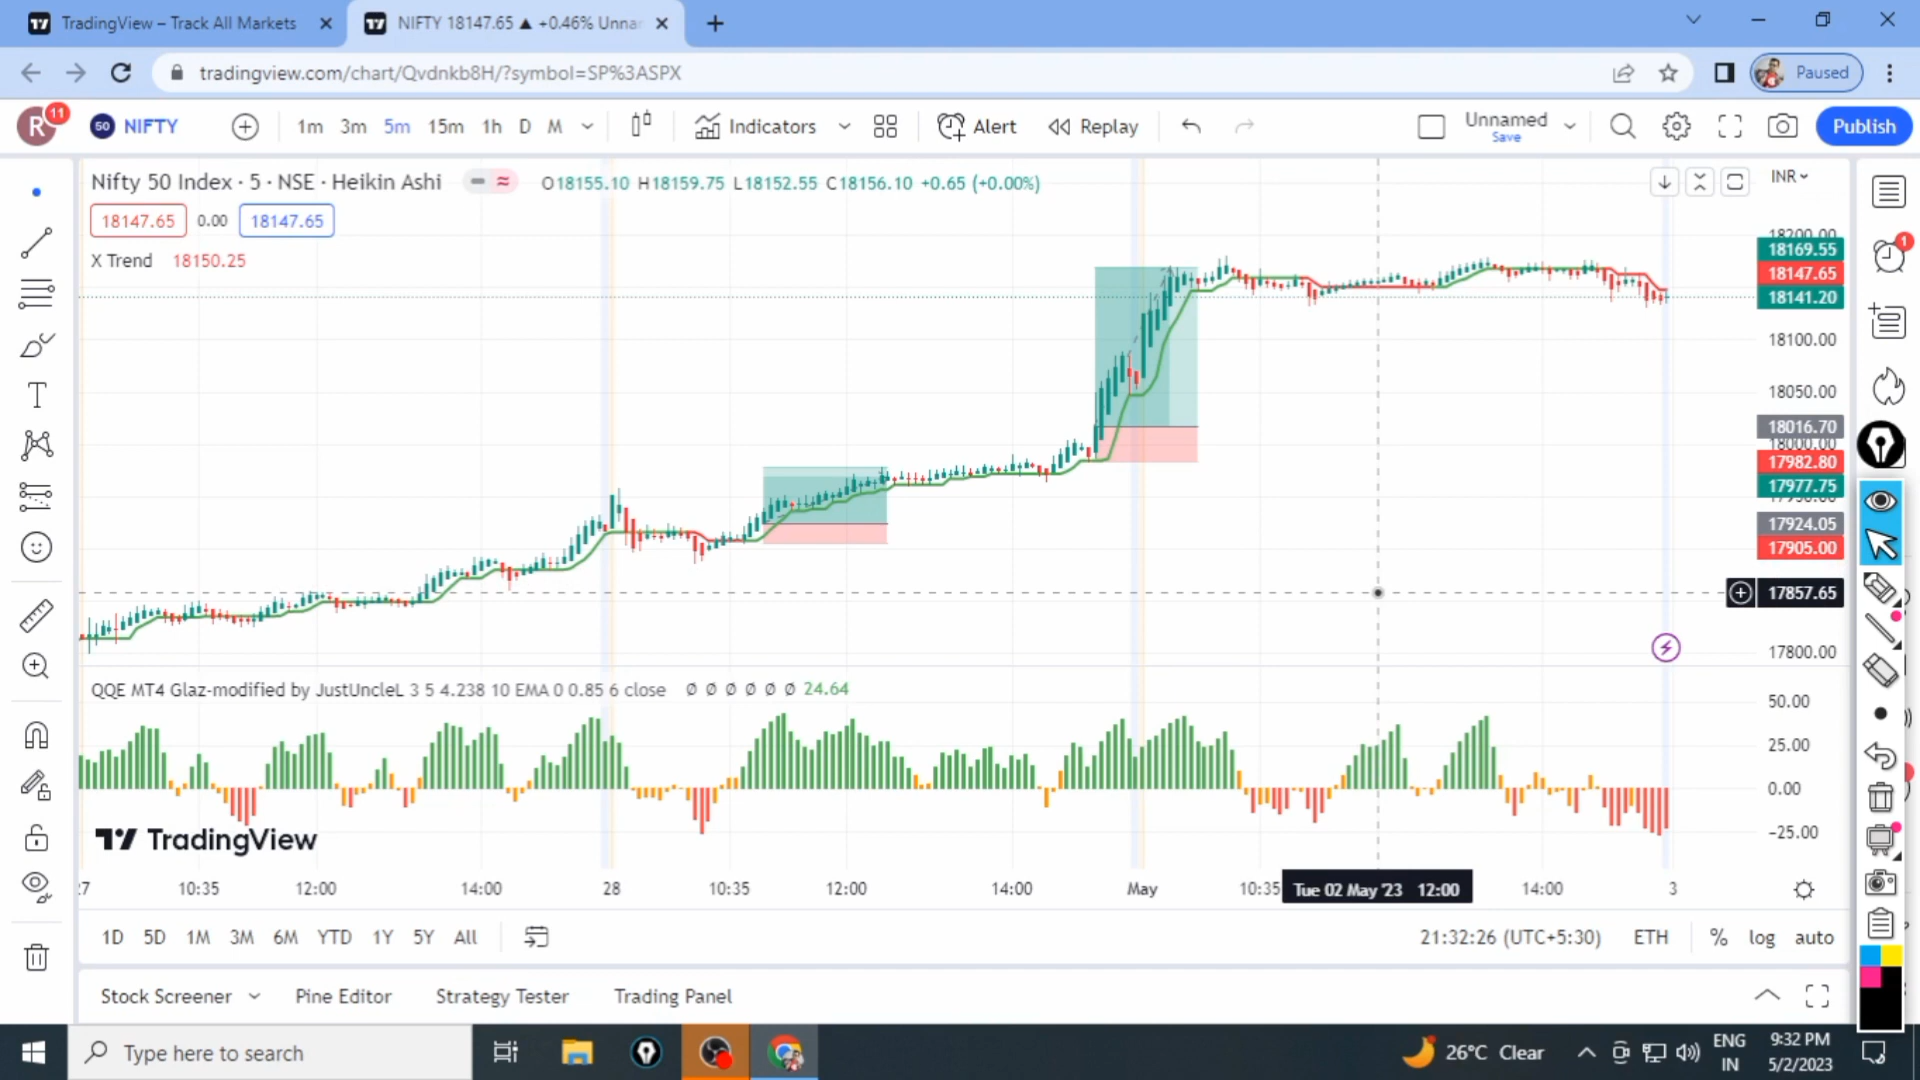 TradingView – Track All Markets
NIFTY 18147.65 ▲ +0.46% Unna
tradingview.com/chart/Qvdnkb8H/?symbol=SP%3ASPX
Paused
R 11
50 NIFTY
1m 3m 5m 15m 1h D M
Indicators
Alert
Replay
Unnamed
Save
Publish
Nifty 50 Index · 5 · NSE · Heikin Ashi
O18155.10 H18159.75 L18152.55 C18156.10 +0.65 (+0.00%)
INR
18147.65 0.00 18147.65
X Trend 18150.25
18200.00
18169.55
18147.65
18141.20
18100.00
18050.00
18016.70
18000.00
17982.80
17977.75
17924.05
17905.00
17857.65
17800.00
1
QQE MT4 Glaz-modified by JustUncleL 3 5 4.238 10 EMA 0 0.85 6 close ø ø ø ø ø ø 24.64
50.00
25.00
0.00
−25.00
TradingView
27 10:35 12:00 14:00 28 10:35 12:00 14:00 May 10:35 Tue 02 May '23 12:00 14:00 3
1D 5D 1M 3M 6M YTD 1Y 5Y All
21:32:26 (UTC+5:30) ETH % log auto
Stock Screener Pine Editor Strategy Tester Trading Panel
Type here to search
26°C Clear
ENG
IN
9:32 PM
5/2/2023